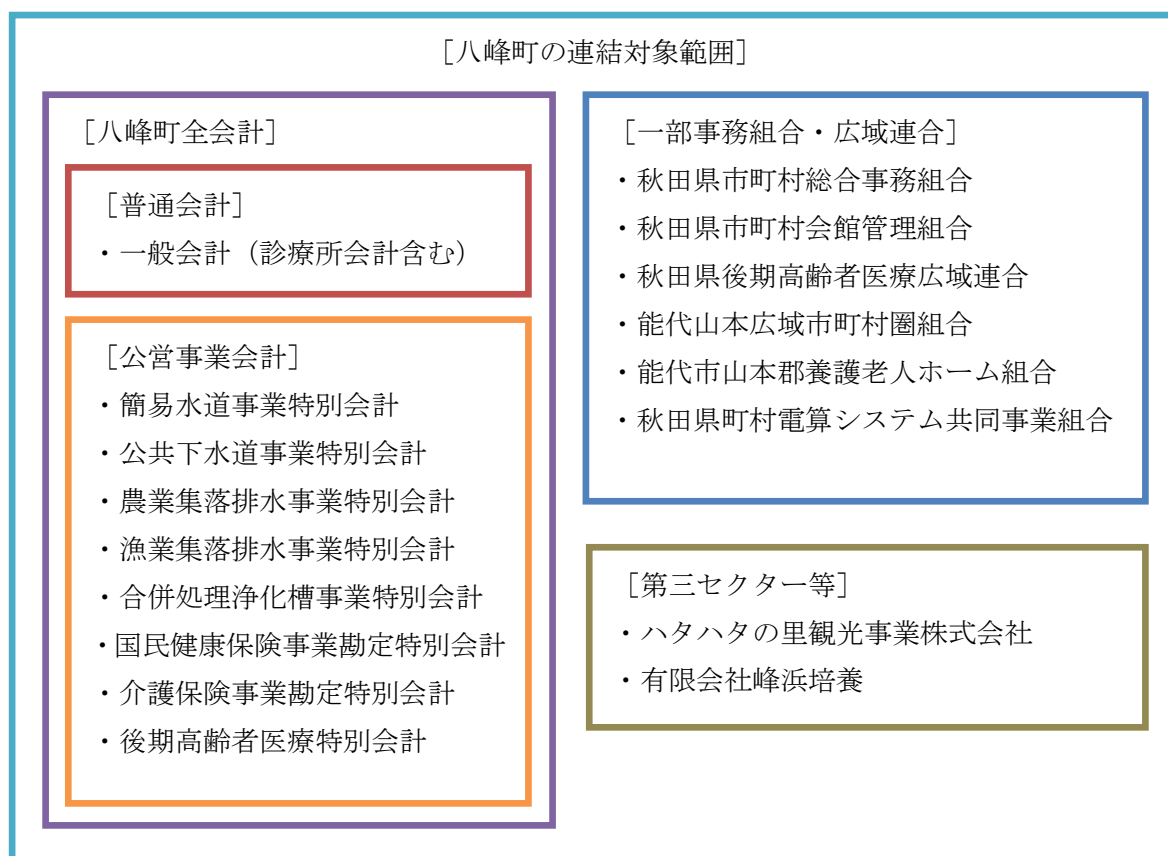 ［八峰町の連結対象範囲］
［八峰町全会計］
［普通会計］
・一般会計（診療所会計含む）
［公営事業会計］
・簡易水道事業特別会計
・公共下水道事業特別会計
・農業集落排水事業特別会計
・漁業集落排水事業特別会計
・合併処理浄化槽事業特別会計
・国民健康保険事業勘定特別会計
・介護保険事業勘定特別会計
・後期高齢者医療特別会計
［一部事務組合・広域連合］
・秋田県市町村総合事務組合
・秋田県市町村会館管理組合
・秋田県後期高齢者医療広域連合
・能代山本広域市町村圏組合
・能代市山本郡養護老人ホーム組合
・秋田県町村電算システム共同事業組合
［第三セクター等］
・ハタハタの里観光事業株式会社
・有限会社峰浜培養